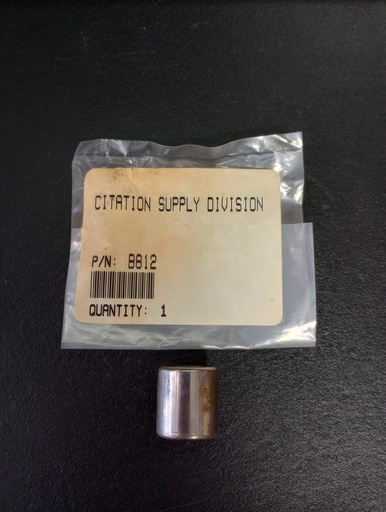 CITATION SUPPLY DIVISION
P/N: B812
QUANTITY: 1